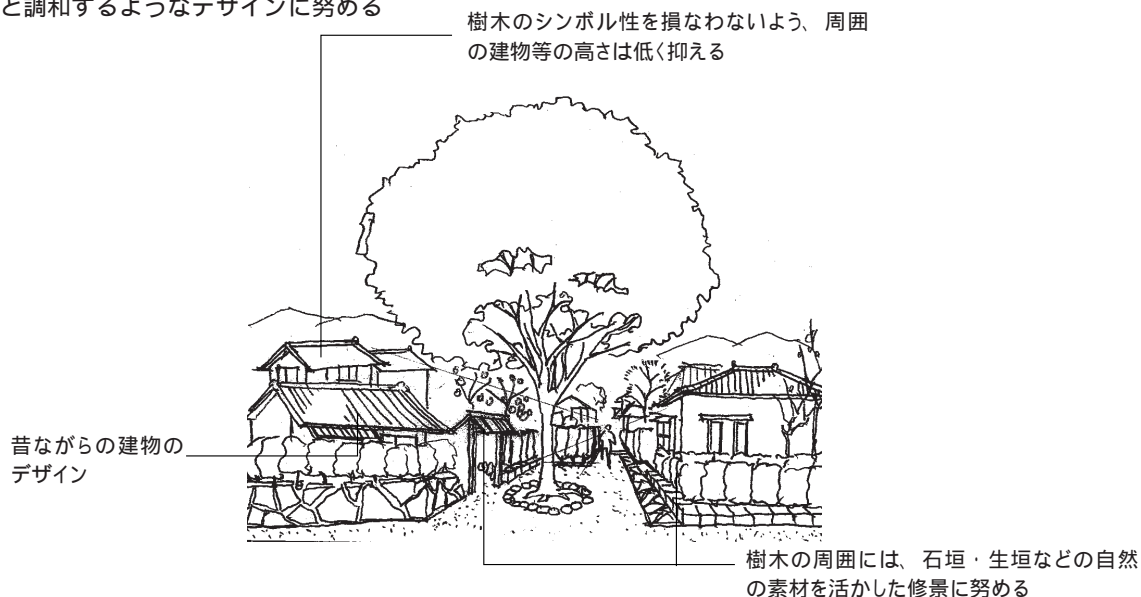 と調和するようなデザインに努める
樹木のシンボル性を損なわないよう、周囲
の建物等の高さは低く抑える
昔ながらの建物の
デザイン
樹木の周囲には、石垣・生垣などの自然
の素材を活かした修景に努める